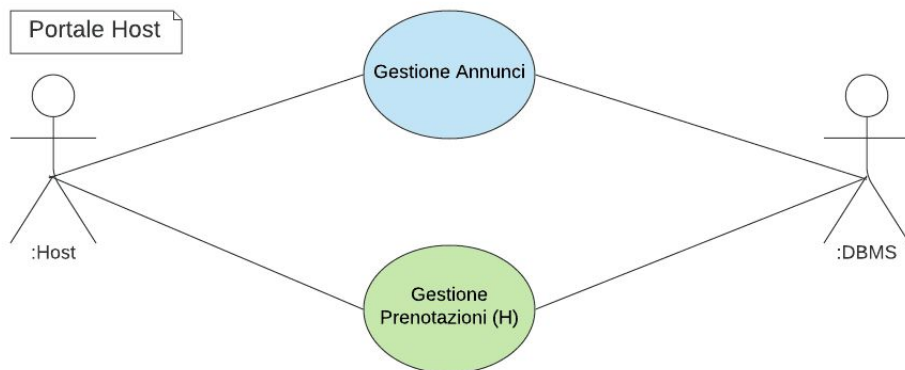 Portale Host
Gestione Annunci
:Host
:DBMS
Gestione
Prenotazioni (H)